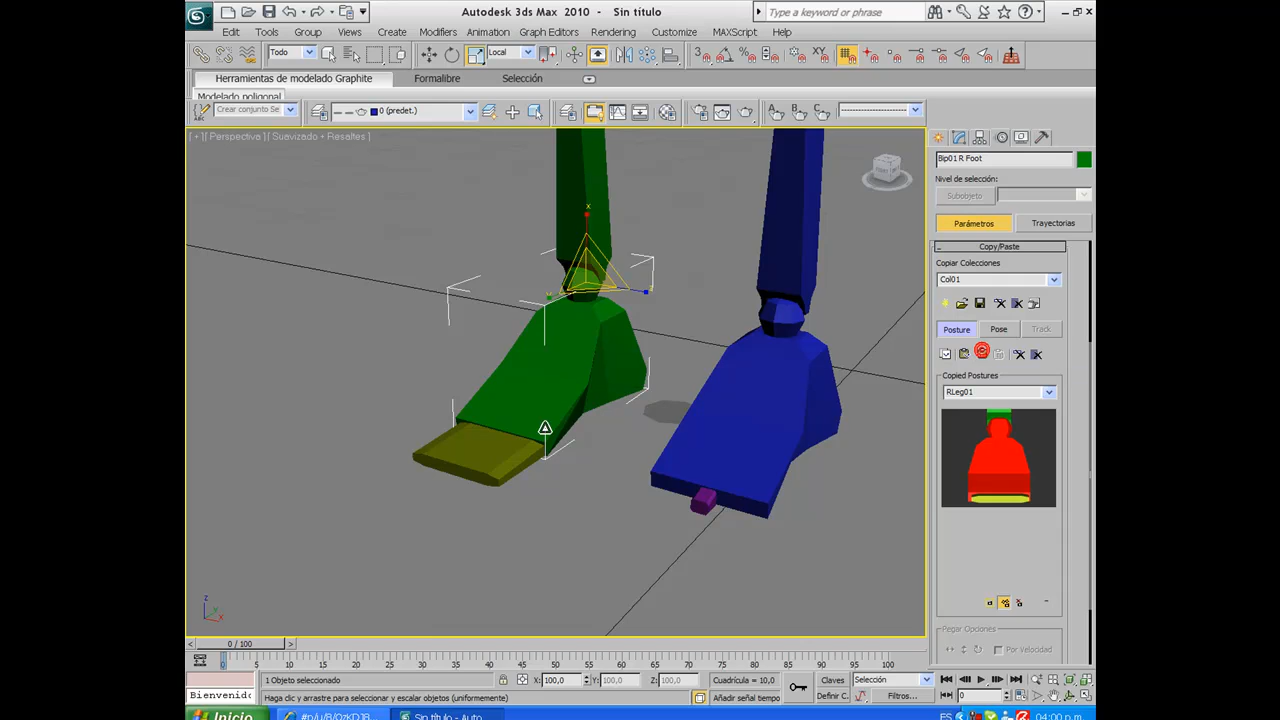 Autodesk 3ds Max 2010 - Sin título
Type a keyword or phrase
Edit Tools Group Views Create Modifiers Animation Graph Editors Rendering Customize MAXScript Help
Todo
Local
Herramientas de modelado Graphite Formalibre Selección
Modelado poligonal
Crear conjunto Se
0 (predet.)
[ + ][ Perspectiva ][ Suavizado + Resaltes ]
Bip01 R Foot
Nivel de selección:
Subobjeto
Parámetros Trayectorias
Copy/Paste
Copiar Colecciones
Col01
Posture Pose Track
Copied Postures
RLeg01
Pegar Opciones
Por Velocidad
0 / 100
0 5 10 15 20 25 30 35 40 45 50 55 60 65 70 75 80 85 90 95 100
1 Objeto seleccionado
X: 100,0 Y: 100,0 Z: 100,0
Cuadrícula = 10,0
Claves
Selección
Bienvenido
Haga clic y arrastre para seleccionar y escalar objetos (uniformemente)
Añadir señal tempo
Definir C.
Filtros...
0
Inicio
Sin título - Auto...
ES
04:00 p.m.